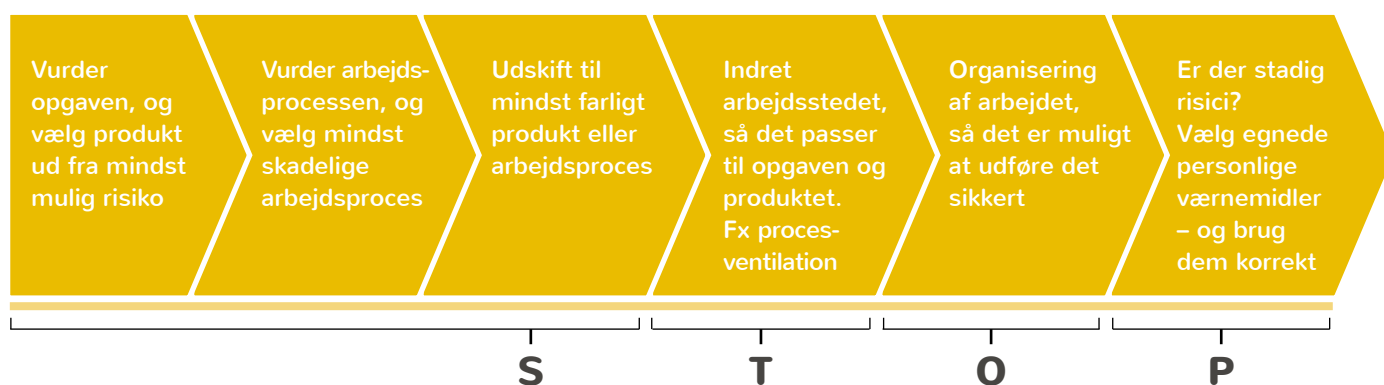 Vurder
opgaven, og
vælg produkt
ud fra mindst
mulig risiko
Vurder arbejds-
processen, og
vælg mindst
skadelige
arbejdsproces
Udskift til
mindst farligt
produkt eller
arbejdsproces
Indret
arbejdsstedet,
så det passer
til opgaven og
produktet.
Fx proces-
ventilation
Organisering
af arbejdet,
så det er muligt
at udføre det
sikkert
Er der stadig
risici?
Vælg egnede
personlige
værnemidler
– og brug
dem korrekt
S
T
O
P